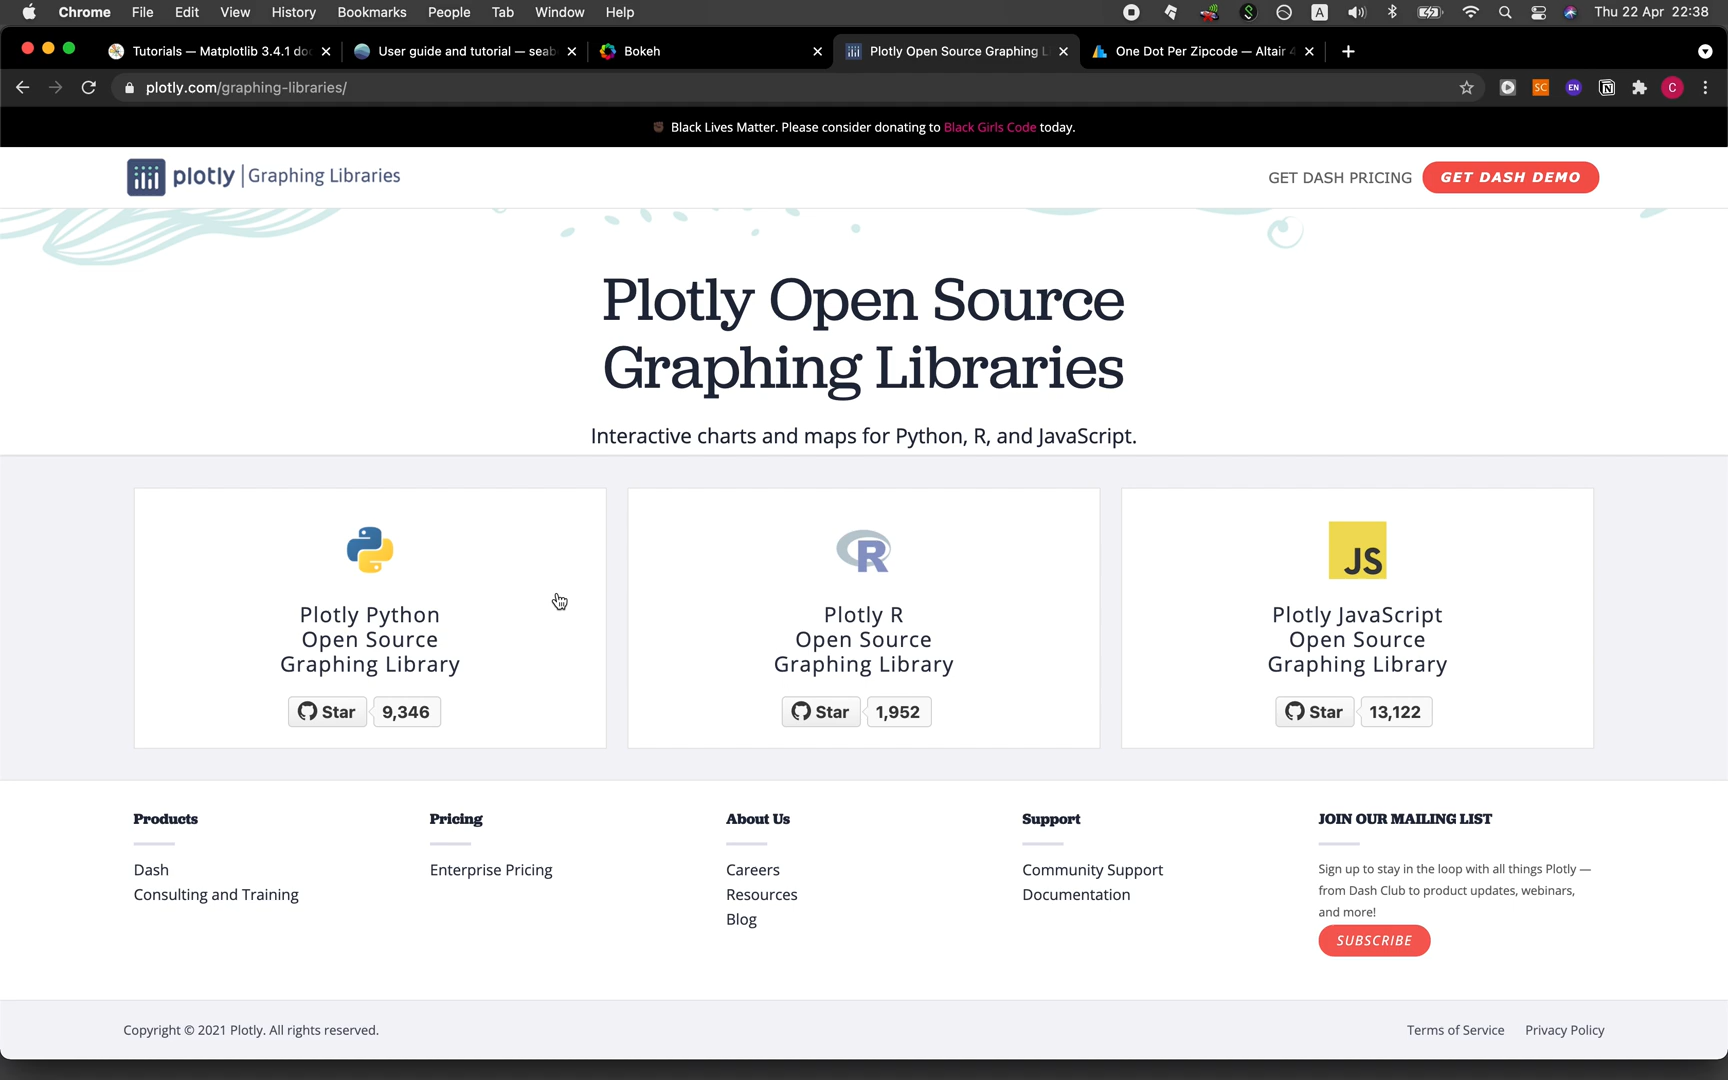 Chrome File Edit View History Bookmarks People Tab Window Help
A Thu 22 Apr 22:38
Tutorials — Matplotlib 3.4.1 do
User guide and tutorial — seab
Bokeh
Plotly Open Source Graphing L
One Dot Per Zipcode — Altair 4
plotly.com/graphing-libraries/
SC EN C
Black Lives Matter. Please consider donating to Black Girls Code today.
plotly | Graphing Libraries
GET DASH PRICING
GET DASH DEMO
Plotly Open Source
Graphing Libraries
Interactive charts and maps for Python, R, and JavaScript.
Plotly Python
Open Source
Graphing Library
Star 9,346
R
Plotly R
Open Source
Graphing Library
Star 1,952
JS
Plotly JavaScript
Open Source
Graphing Library
Star 13,122
Products
Dash
Consulting and Training
Pricing
Enterprise Pricing
About Us
Careers
Resources
Blog
Support
Community Support
Documentation
JOIN OUR MAILING LIST
Sign up to stay in the loop with all things Plotly —
from Dash Club to product updates, webinars,
and more!
SUBSCRIBE
Copyright © 2021 Plotly. All rights reserved.
Terms of Service
Privacy Policy